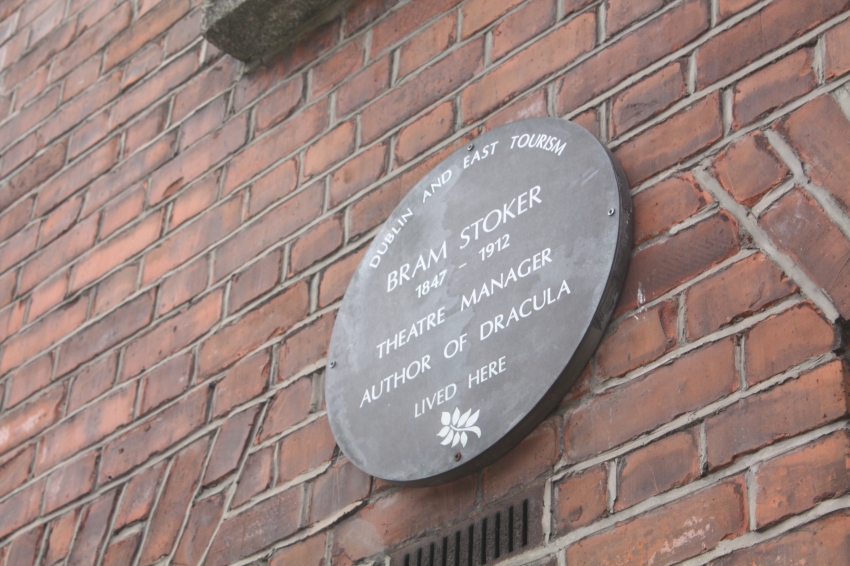 DUBLIN AND EAST TOURISM
BRAM STOKER
1847 - 1912
THEATRE MANAGER
AUTHOR OF DRACULA
LIVED HERE